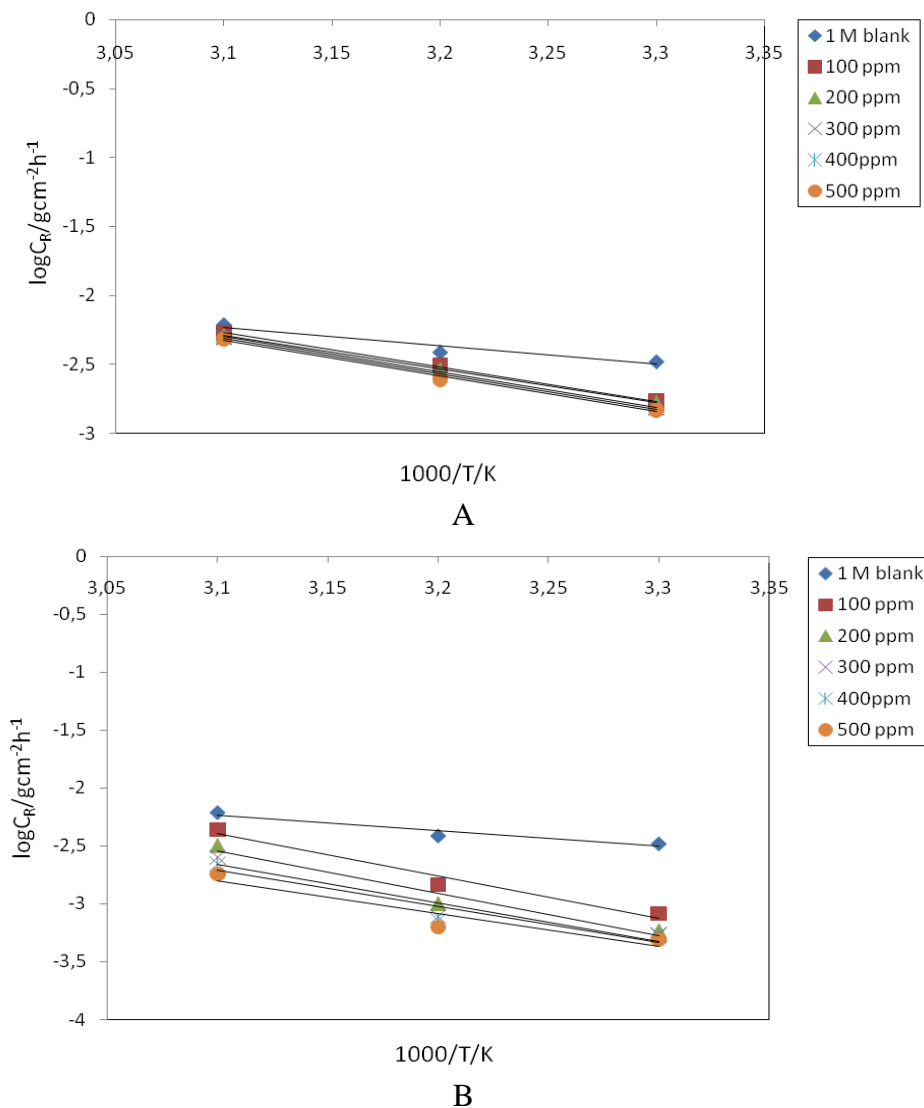 0
3,05 3,1 3,15 3,2 3,25 3,3 3,35
-0,5
-1
-1,5
-2
-2,5
-3
logC_R/gcm⁻²h⁻¹
1000/T/K
1 M blank
100 ppm
200 ppm
300 ppm
400ppm
500 ppm
A
0
3,05 3,1 3,15 3,2 3,25 3,3 3,35
-0,5
-1
-1,5
-2
-2,5
-3
-3,5
-4
logC_R/gcm⁻²h⁻¹
1000/T/K
1 M blank
100 ppm
200 ppm
300 ppm
400ppm
500 ppm
B